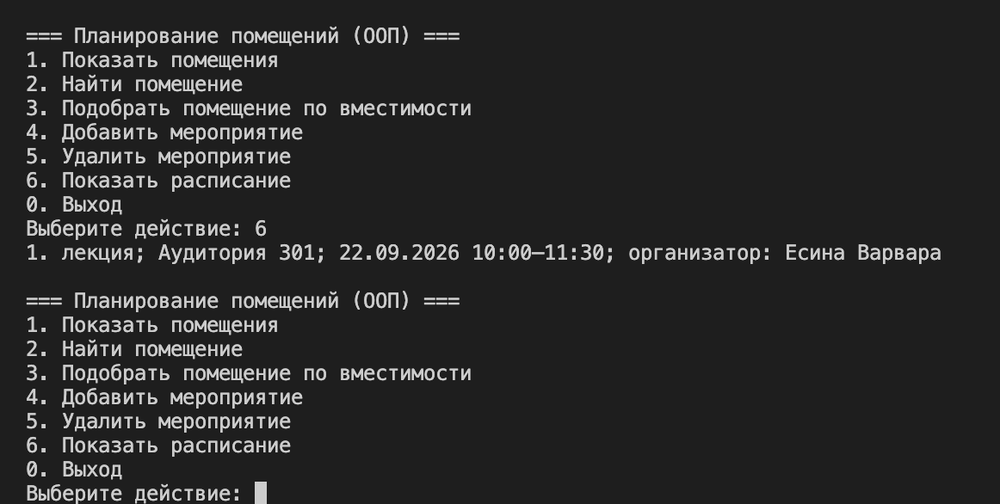 === Планирование помещений (ООП) ===
1. Показать помещения
2. Найти помещение
3. Подобрать помещение по вместимости
4. Добавить мероприятие
5. Удалить мероприятие
6. Показать расписание
0. Выход
Выберите действие: 6
1. лекция; Аудитория 301; 22.09.2026 10:00–11:30; организатор: Есина Варвара
=== Планирование помещений (ООП) ===
1. Показать помещения
2. Найти помещение
3. Подобрать помещение по вместимости
4. Добавить мероприятие
5. Удалить мероприятие
6. Показать расписание
0. Выход
Выберите действие: